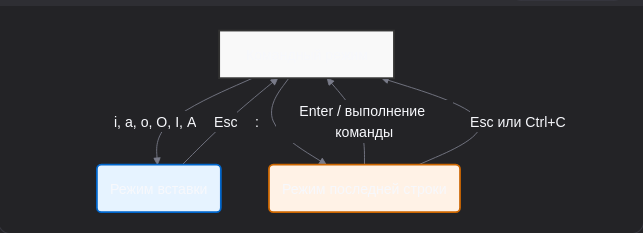 i, a, o, O, I, A
Esc
:
Enter / выполнение
команды
Esc или Ctrl+C
Режим вставки